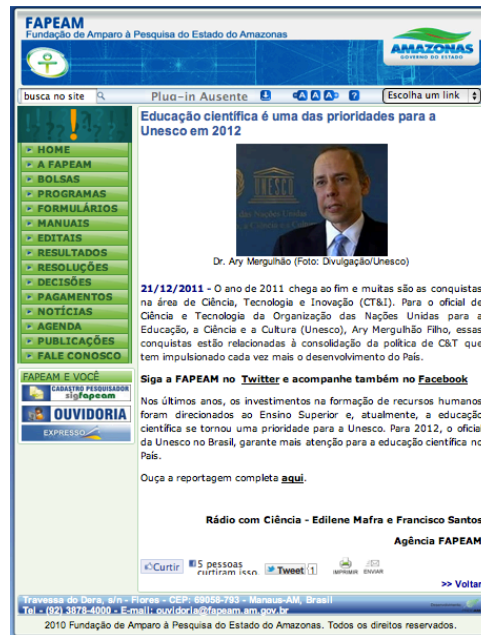 FAPEAM
Fundação de Amparo à Pesquisa do Estado do Amazonas
AMAZONAS
GOVERNO DO ESTADO
busca no site
Plug-in Ausente
A A A
?
Escolha um link
Educação científica é uma das prioridades para a
Unesco em 2012
HOME
A FAPEAM
BOLSAS
PROGRAMAS
FORMULÁRIOS
MANUAIS
EDITAIS
RESULTADOS
RESOLUÇÕES
DECISÕES
PAGAMENTOS
NOTÍCIAS
AGENDA
PUBLICAÇÕES
FALE CONOSCO
FAPEAM E VOCÊ
CADASTRO PESQUISADOR
sigfapeam
OUVIDORIA
EXPRESSO
UNESCO
Dr. Ary Mergulhão (Foto: Divulgação/Unesco)
21/12/2011 - O ano de 2011 chega ao fim e muitas são as conquistas
na área de Ciência, Tecnologia e Inovação (CT&I). Para o oficial de
Ciência e Tecnologia da Organização das Nações Unidas para a
Educação, a Ciência e a Cultura (Unesco), Ary Mergulhão Filho, essas
conquistas estão relacionadas à consolidação da política de C&T que
tem impulsionado cada vez mais o desenvolvimento do País.
Siga a FAPEAM no Twitter e acompanhe também no Facebook
Nos últimos anos, os investimentos na formação de recursos humanos
foram direcionados ao Ensino Superior e, atualmente, a educação
científica se tornou uma prioridade para a Unesco. Para 2012, o oficial
da Unesco no Brasil, garante mais atenção para a educação científica no
País.
Ouça a reportagem completa aqui.
Rádio com Ciência - Edilene Mafra e Francisco Santos
Agência FAPEAM
Curtir
5 pessoas
curtiram isso.
Tweet 1
IMPRIMIR
ENVIAR
>> Voltar
Travessa do Dera, s/n - Flores - CEP: 69058-793 - Manaus-AM, Brasil
Tel - (92) 3878-4000 - E-mail: ouvidoria@fapeam.am.gov.br
2010 Fundação de Amparo à Pesquisa do Estado do Amazonas. Todos os direitos reservados.